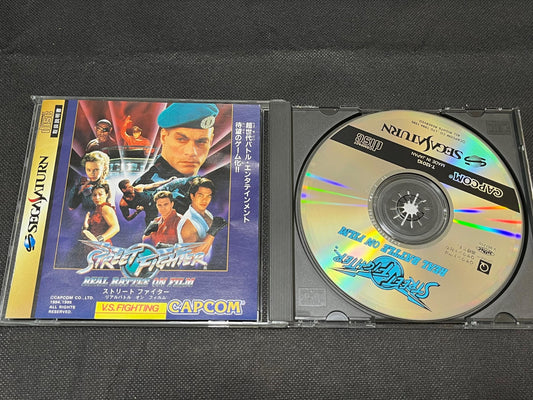 SEGA SATURN
超世代バトル・エンタテインメント
待望のゲーム化!!
STREET FIGHTER
REAL BATTLE ON FILM
ストリートファイター
リアルバトル オン フィルム
©CAPCOM CO.,LTD.
1994,1995
ALL RIGHTS
RESERVED
V.S. FIGHTING
CAPCOM
SEGA SATURN
CAPCOM
MADE IN JAPAN
STREET FIGHTER
REAL BATTLE ON FILM